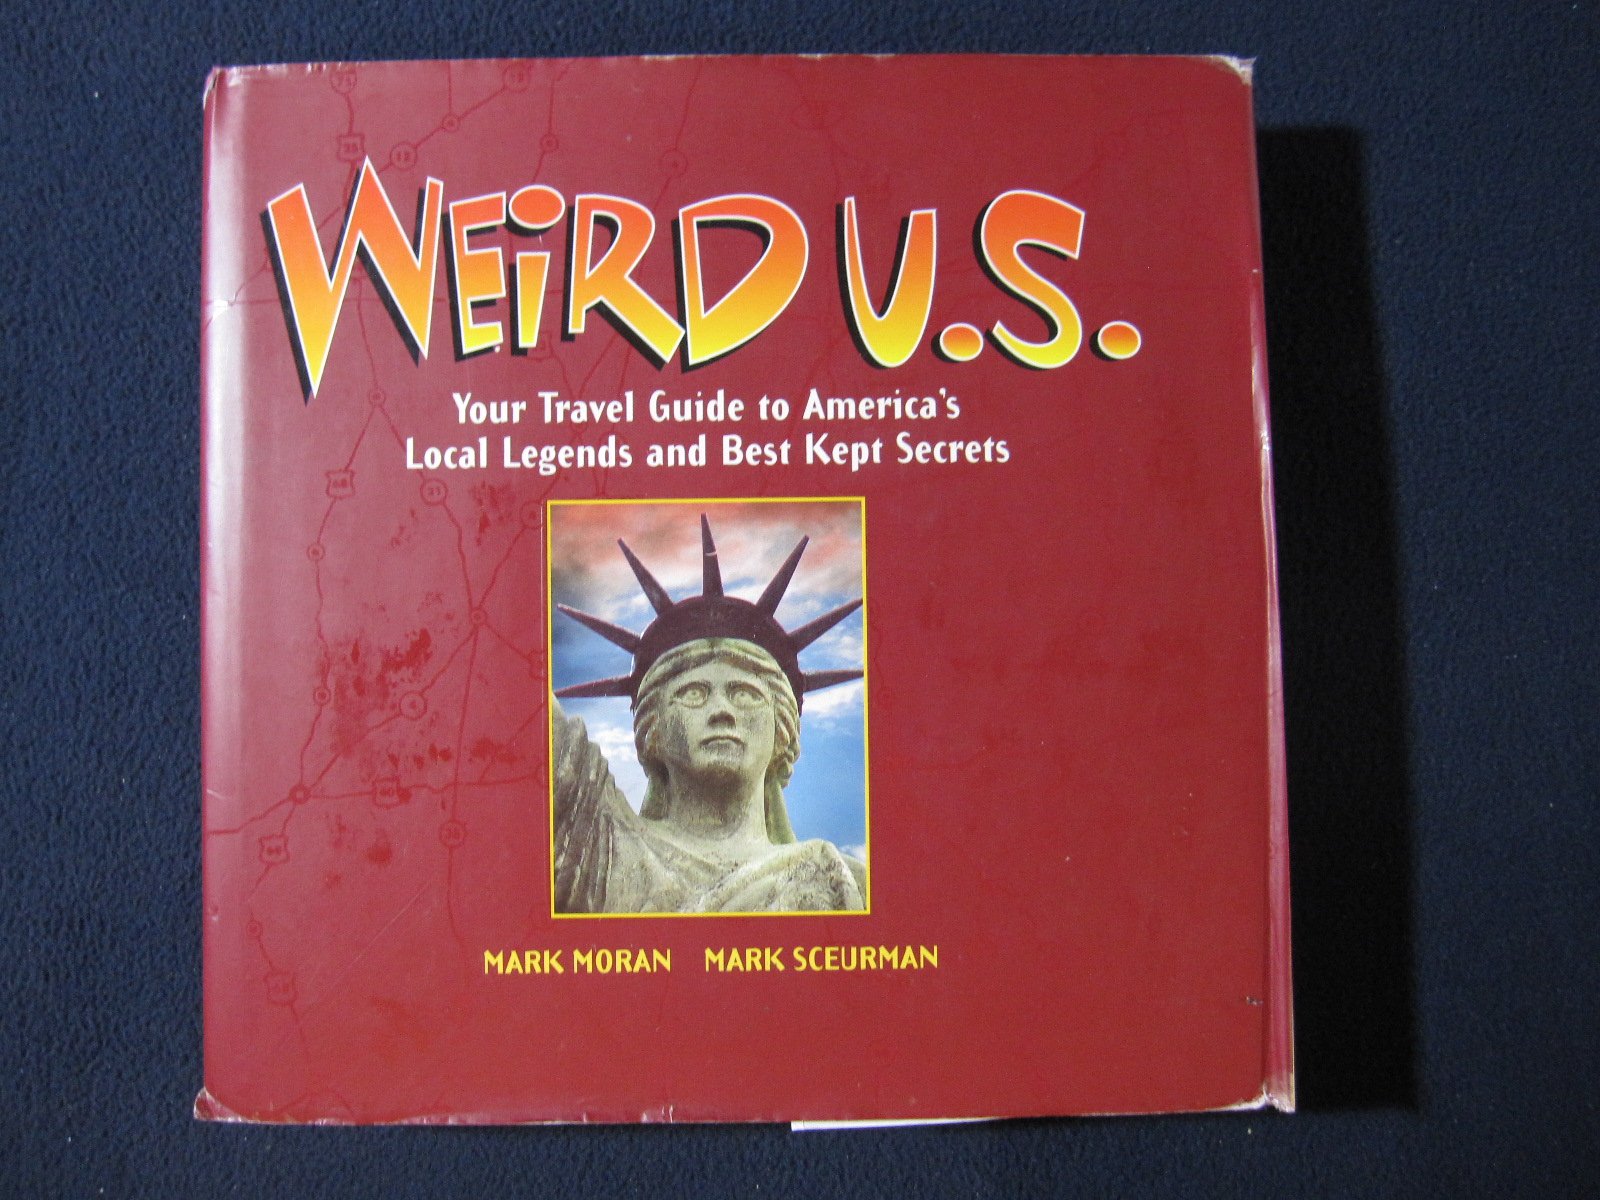 WEiRD U.S.
Your Travel Guide to America's
Local Legends and Best Kept Secrets
MARK MORAN MARK SCEURMAN